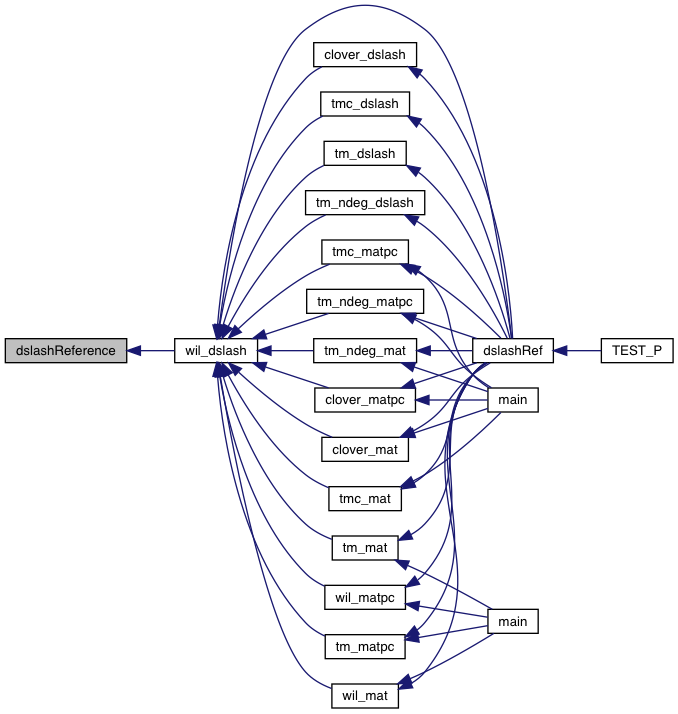 clover_dslash
tmc_dslash
tm_dslash
tm_ndeg_dslash
tmc_matpc
tm_ndeg_matpc
dslashReference
wil_dslash
tm_ndeg_mat
dslashRef
TEST_P
clover_matpc
main
clover_mat
tmc_mat
tm_mat
wil_matpc
main
tm_matpc
wil_mat